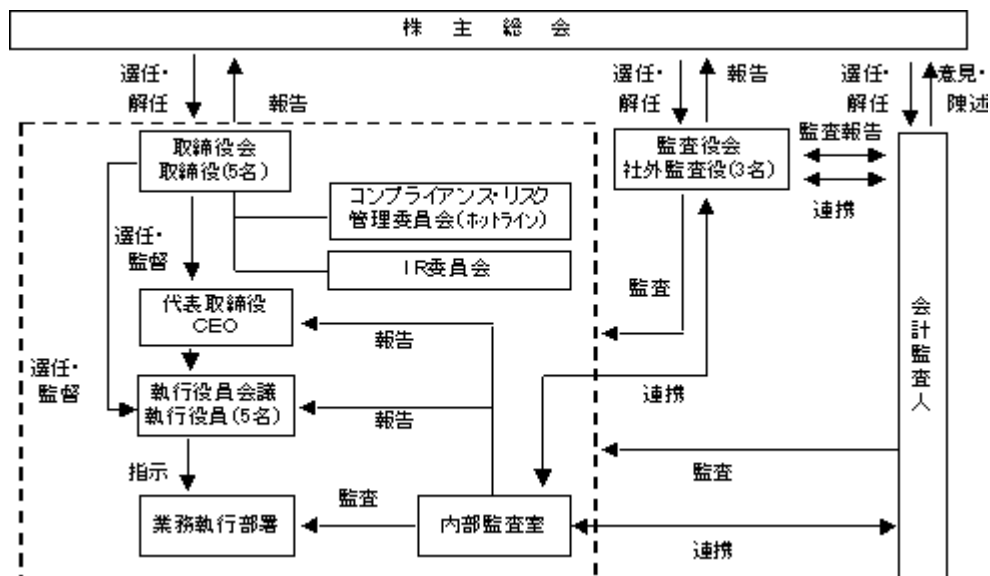 株主総会
選任・
解任
報告
選任・
解任
報告
選任・
解任
意見・
陳述
取締役会
取締役(5名)
監査役会
社外監査役(3名)
監査報告
連携
コンプライアンス・リスク
管理委員会(ホットライン)
選任・
監督
IR委員会
監査
代表取締役
CEO
報告
会計監査人
選任・
監督
執行役員会議
執行役員(5名)
報告
連携
指示
監査
監査
業務執行部署
内部監査室
連携